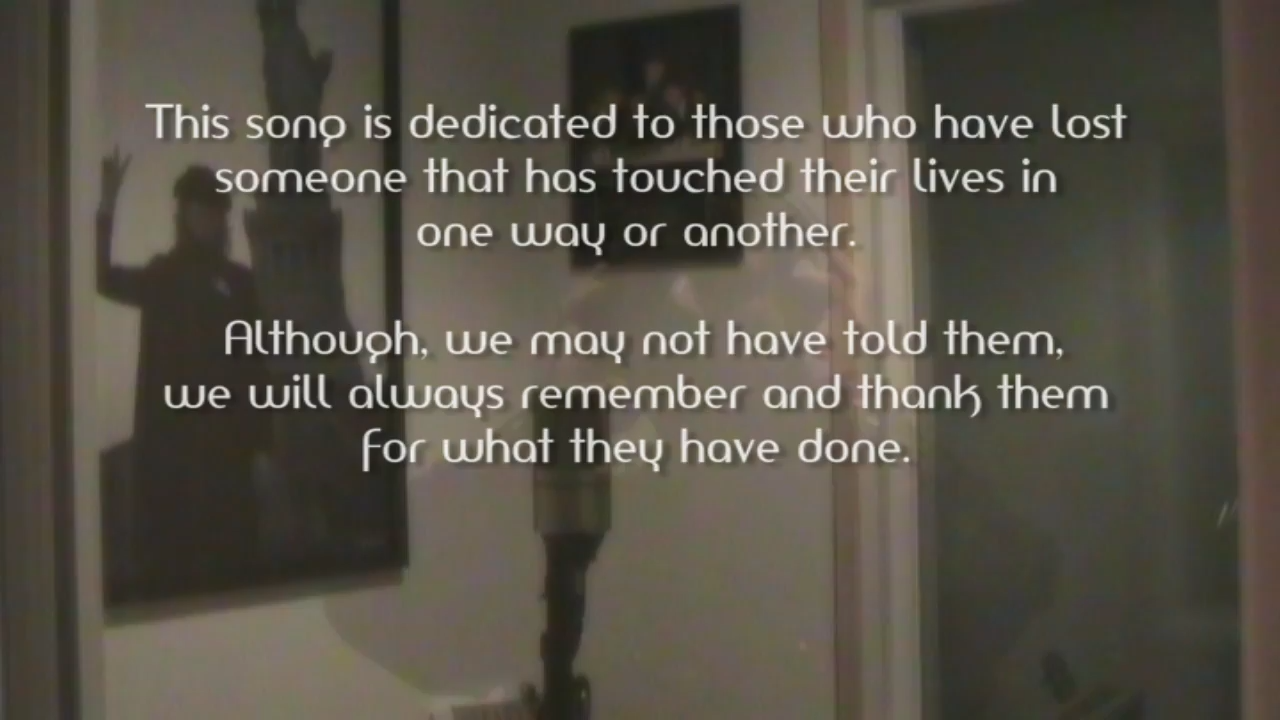 This song is dedicated to those who have lost
someone that has touched their lives in
one way or another.
Although, we may not have told them,
we will always remember and thank them
for what they have done.